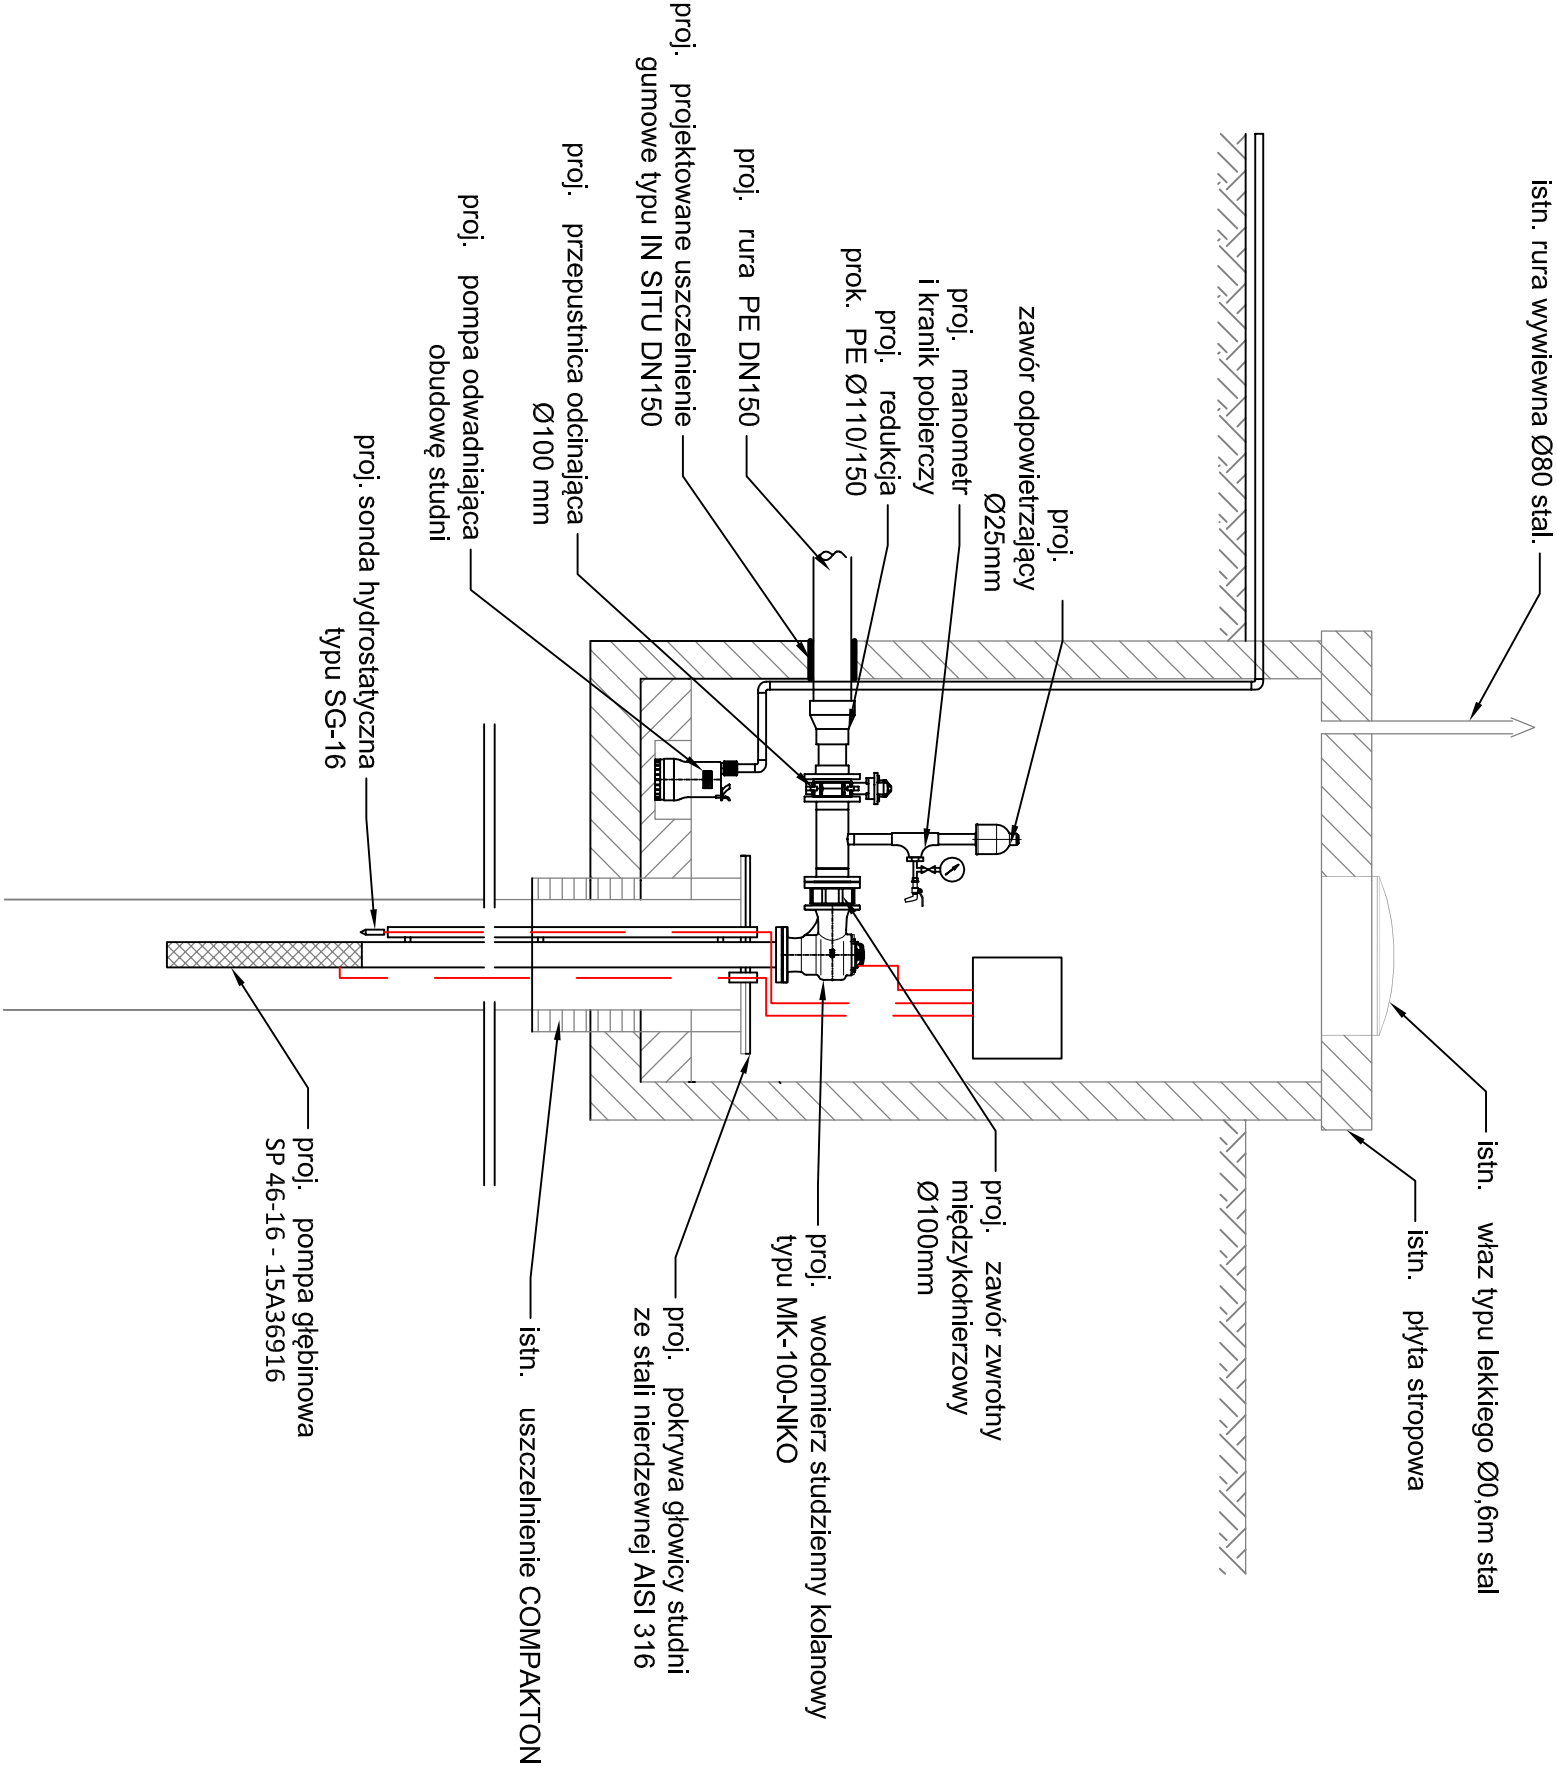 istn. rura wywiewna Ø80 stal.
proj.
zawór odpowietrzający
Ø25mm
proj. manometr
i kranik pobierczy
proj. redukcja
prok. PE Ø110/150
proj. rura PE DN150
proj. projektowane uszczelnienie
gumowe typu IN SITU DN150
proj. przepustnica odcinająca
Ø100 mm
proj. pompa odwadniająca
obudowę studni
proj. sonda hydrostatyczna
typu SG-16
istn. właz typu lekkiego Ø0,6m stal
istn. płyta stropowa
proj. zawór zwrotny
międzykołnierzowy
Ø100mm
proj. wodomierz studzienny kolanowy
typu MK-100-NKO
proj. pokrywa głowicy studni
ze stali nierdzewnej AISI 316
istn. uszczelnienie COMPAKTON
proj. pompa głębinowa
SP 46-16 - 15A36916